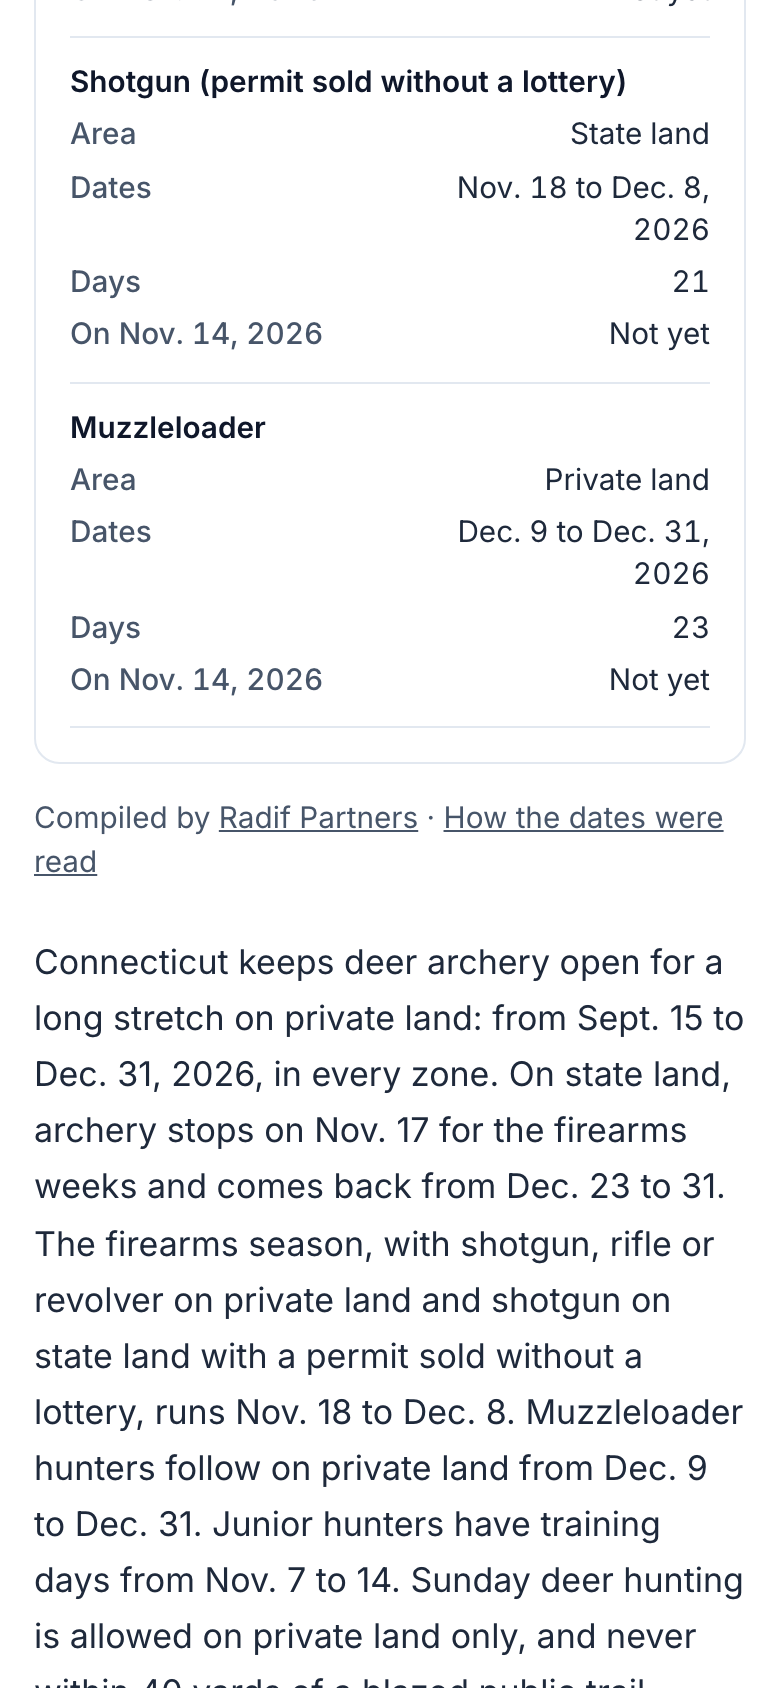 Shotgun (permit sold without a lottery)
Area State land
Dates Nov. 18 to Dec. 8,
2026
Days 21
On Nov. 14, 2026 Not yet
Muzzleloader
Area Private land
Dates Dec. 9 to Dec. 31,
2026
Days 23
On Nov. 14, 2026 Not yet
Compiled by Radif Partners · How the dates were
read
Connecticut keeps deer archery open for a
long stretch on private land: from Sept. 15 to
Dec. 31, 2026, in every zone. On state land,
archery stops on Nov. 17 for the firearms
weeks and comes back from Dec. 23 to 31.
The firearms season, with shotgun, rifle or
revolver on private land and shotgun on
state land with a permit sold without a
lottery, runs Nov. 18 to Dec. 8. Muzzleloader
hunters follow on private land from Dec. 9
to Dec. 31. Junior hunters have training
days from Nov. 7 to 14. Sunday deer hunting
is allowed on private land only, and never
within 40 yards of a blazed public trail